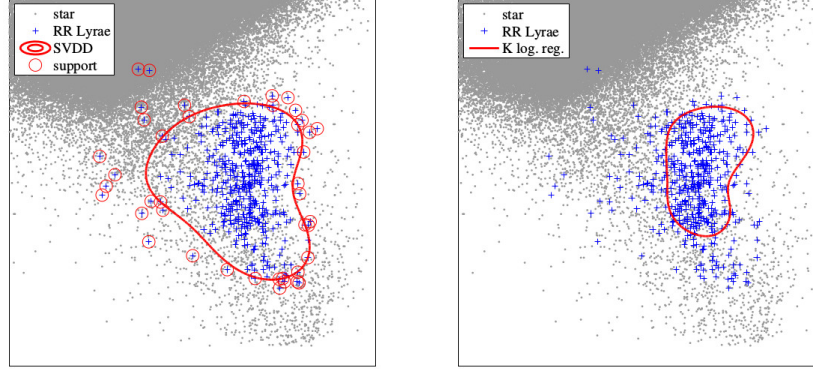 star
RR Lyrae
SVDD
support
star
RR Lyrae
K log. reg.